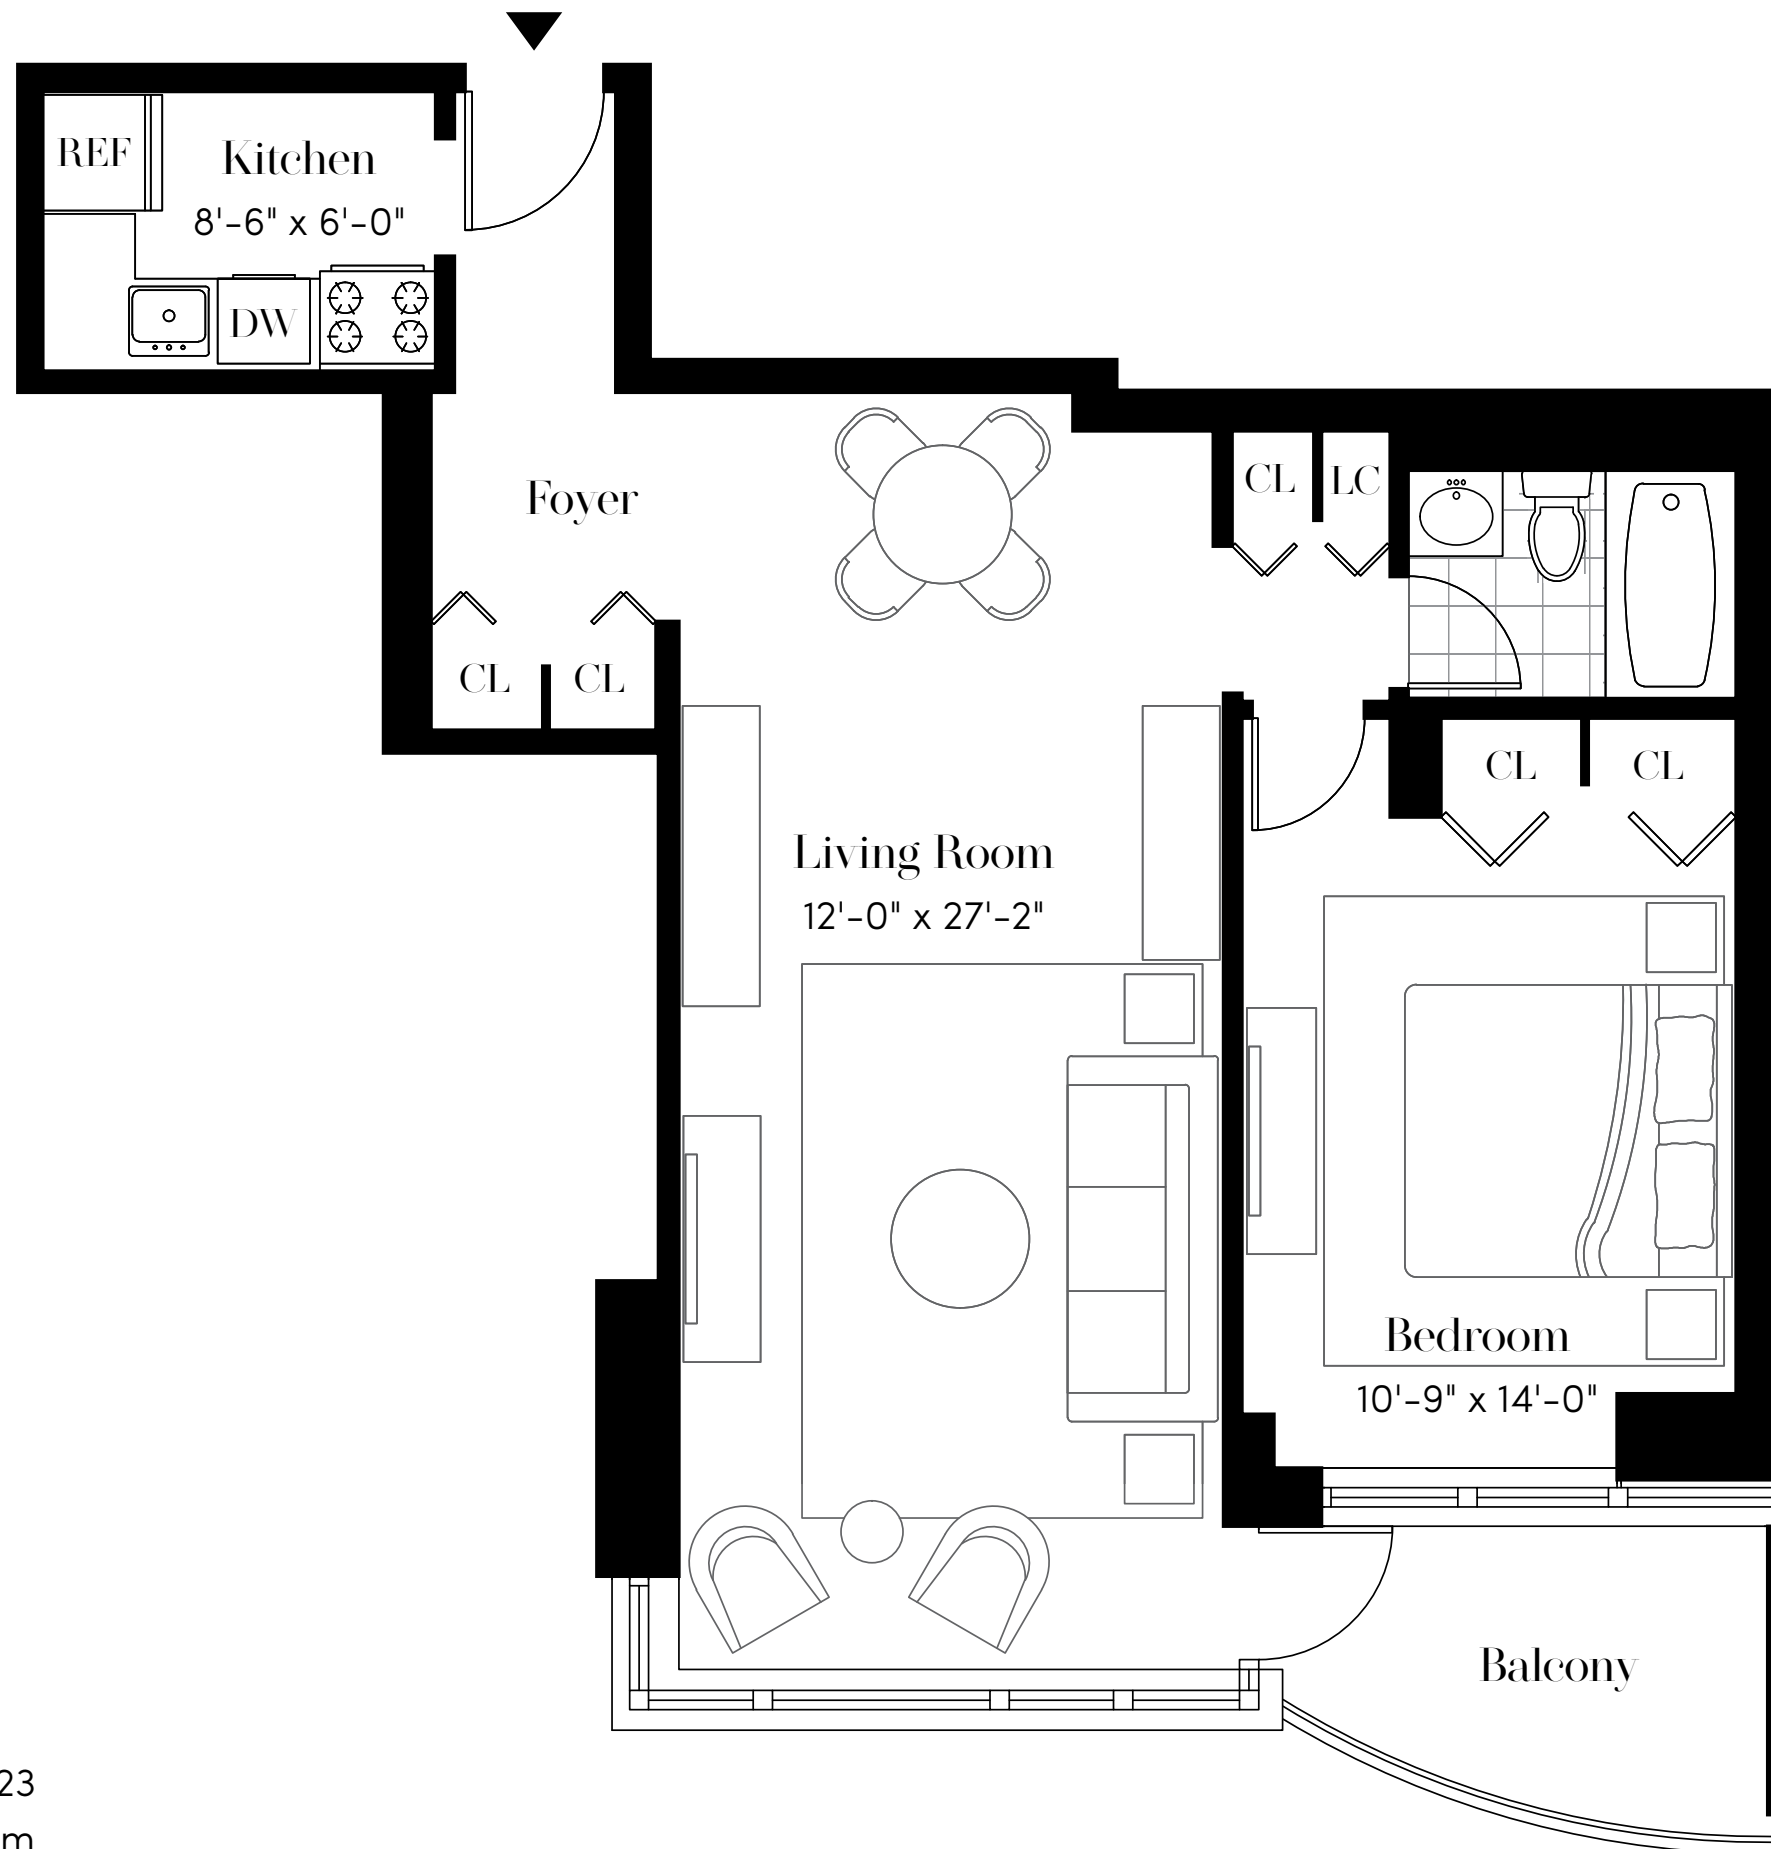 REF
Kitchen
8'-6" x 6'-0"
DW
Foyer
CL
LC
CL
CL
CL
CL
Living Room
12'-0" x 27'-2"
Bedroom
10'-9" x 14'-0"
Balcony
23
m